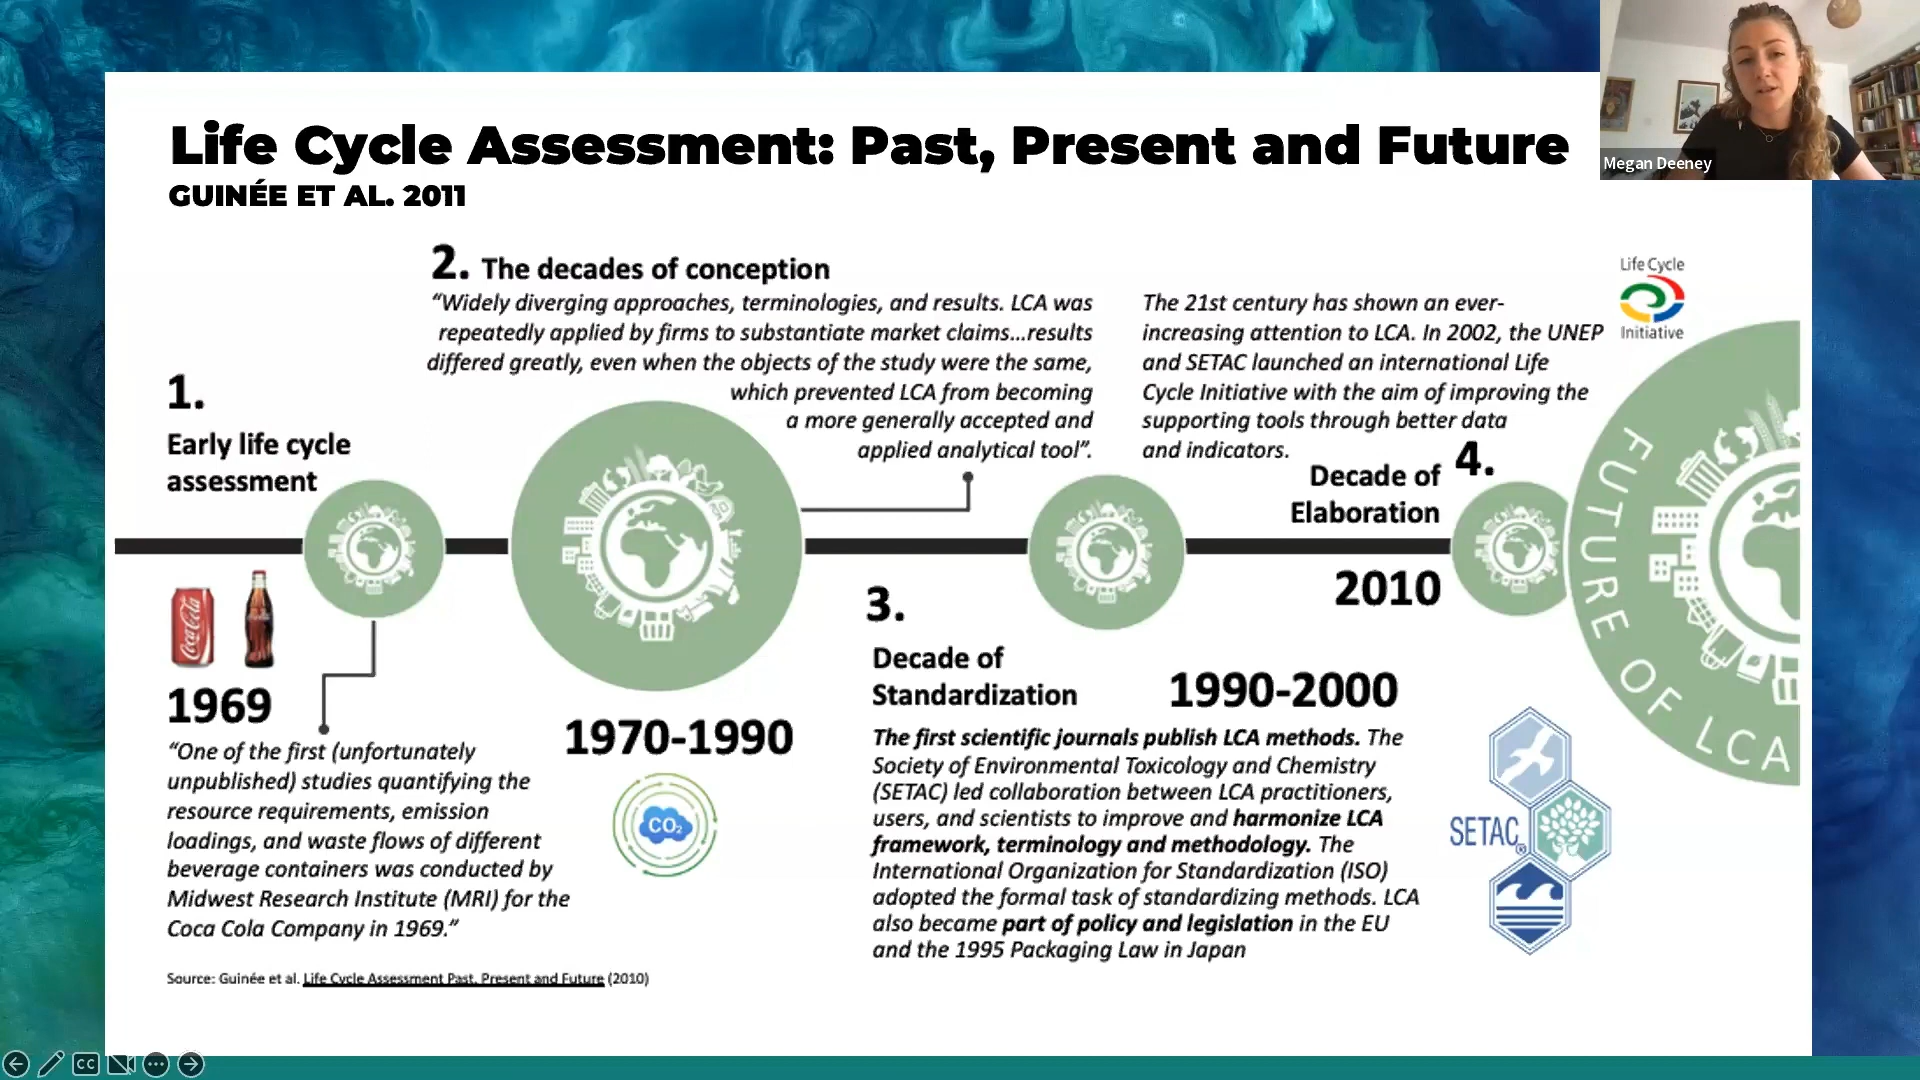 Life Cycle Assessment: Past, Present and Future
GUINÉE ET AL. 2011
Megan Deeney
1.
Early life cycle
assessment
Coca-Cola
Coca-Cola
1969
“One of the first (unfortunately
unpublished) studies quantifying the
resource requirements, emission
loadings, and waste flows of different
beverage containers was conducted by
Midwest Research Institute (MRI) for the
Coca Cola Company in 1969.”
2. The decades of conception
“Widely diverging approaches, terminologies, and results. LCA was
repeatedly applied by firms to substantiate market claims...results
differed greatly, even when the objects of the study were the same,
which prevented LCA from becoming
a more generally accepted and
applied analytical tool”.
1970-1990
CO₂
3.
Decade of
Standardization
1990-2000
The first scientific journals publish LCA methods. The
Society of Environmental Toxicology and Chemistry
(SETAC) led collaboration between LCA practitioners,
users, and scientists to improve and harmonize LCA
framework, terminology and methodology. The
International Organization for Standardization (ISO)
adopted the formal task of standardizing methods. LCA
also became part of policy and legislation in the EU
and the 1995 Packaging Law in Japan
SETAC®
The 21st century has shown an ever-
increasing attention to LCA. In 2002, the UNEP
and SETAC launched an international Life
Cycle Initiative with the aim of improving the
supporting tools through better data
and indicators.
Life Cycle
Initiative
4.
Decade of
Elaboration
2010
FUTURE OF LCA
Source: Guinée et al. Life Cycle Assessment Past, Present and Future (2010)
CC